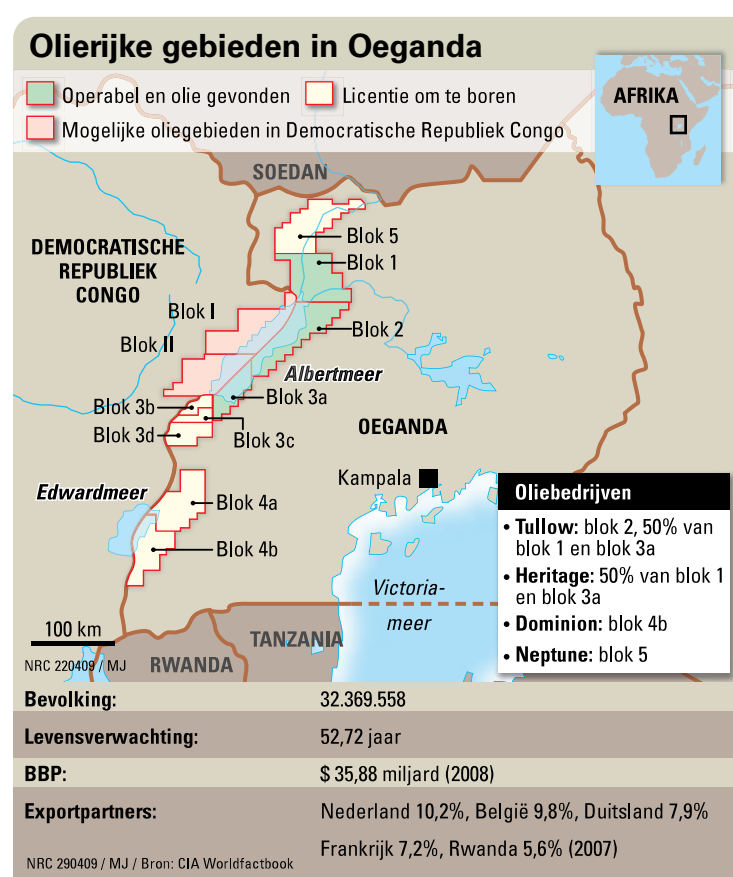 Olierijke gebieden in Oeganda
Operabel en olie gevonden
Licentie om te boren
Mogelijke oliegebieden in Democratische Republiek Congo
AFRIKA
SOEDAN
DEMOCRATISCHE
REPUBLIEK
CONGO
Blok 5
Blok 1
Blok I
Blok 2
Blok II
Albertmeer
Blok 3a
Blok 3b
Blok 3d
Blok 3c
OEGANDA
Kampala
Edwardmeer
Blok 4a
Blok 4b
Victoria-
meer
100 km
TANZANIA
RWANDA
NRC 220409 / MJ
Oliebedrijven
• Tullow: blok 2, 50% van
blok 1 en blok 3a
• Heritage: 50% van blok 1
en blok 3a
• Dominion: blok 4b
• Neptune: blok 5
Bevolking: 32.369.558
Levensverwachting: 52,72 jaar
BBP: $ 35,88 miljard (2008)
Exportpartners: Nederland 10,2%, België 9,8%, Duitsland 7,9%
Frankrijk 7,2%, Rwanda 5,6% (2007)
NRC 290409 / MJ / Bron: CIA Worldfactbook